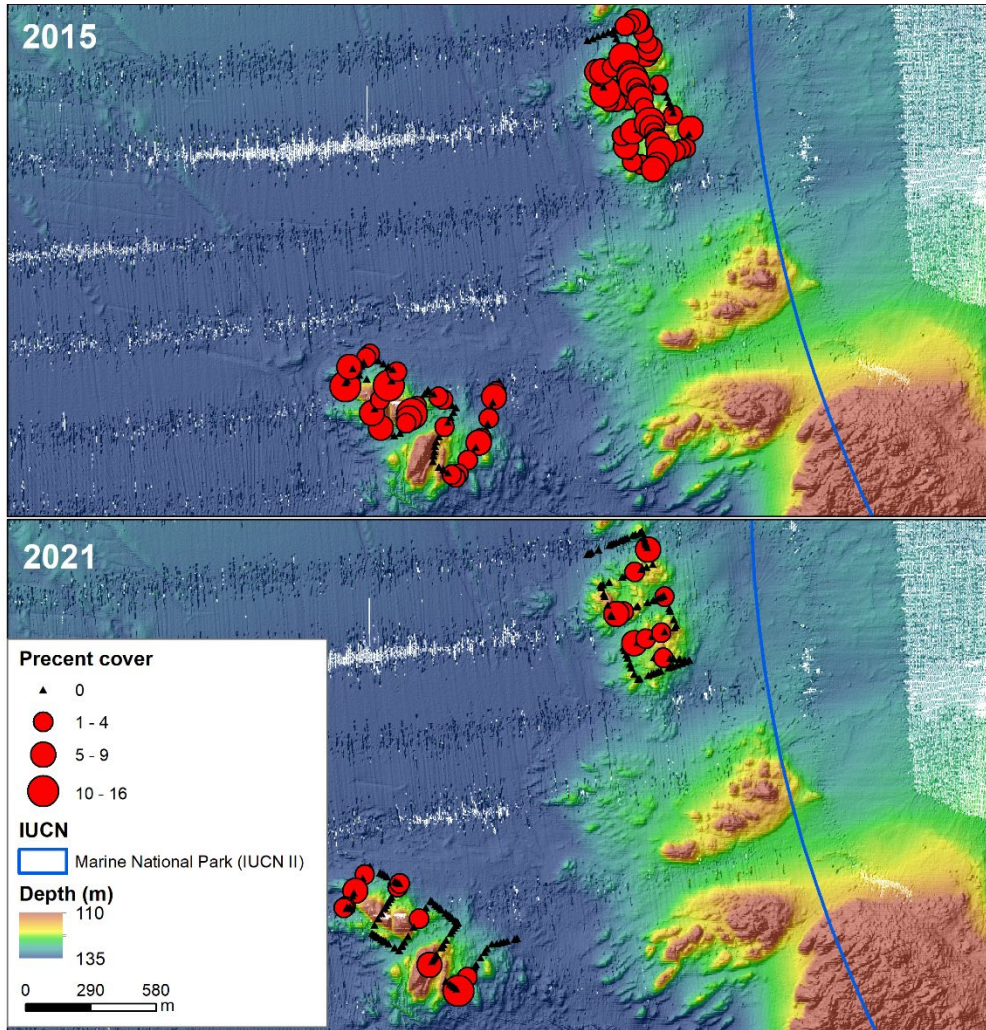 2015
2021
Precent cover
0
1 - 4
5 - 9
10 - 16
IUCN
Marine National Park (IUCN II)
Depth (m)
110
135
0 290 580
m